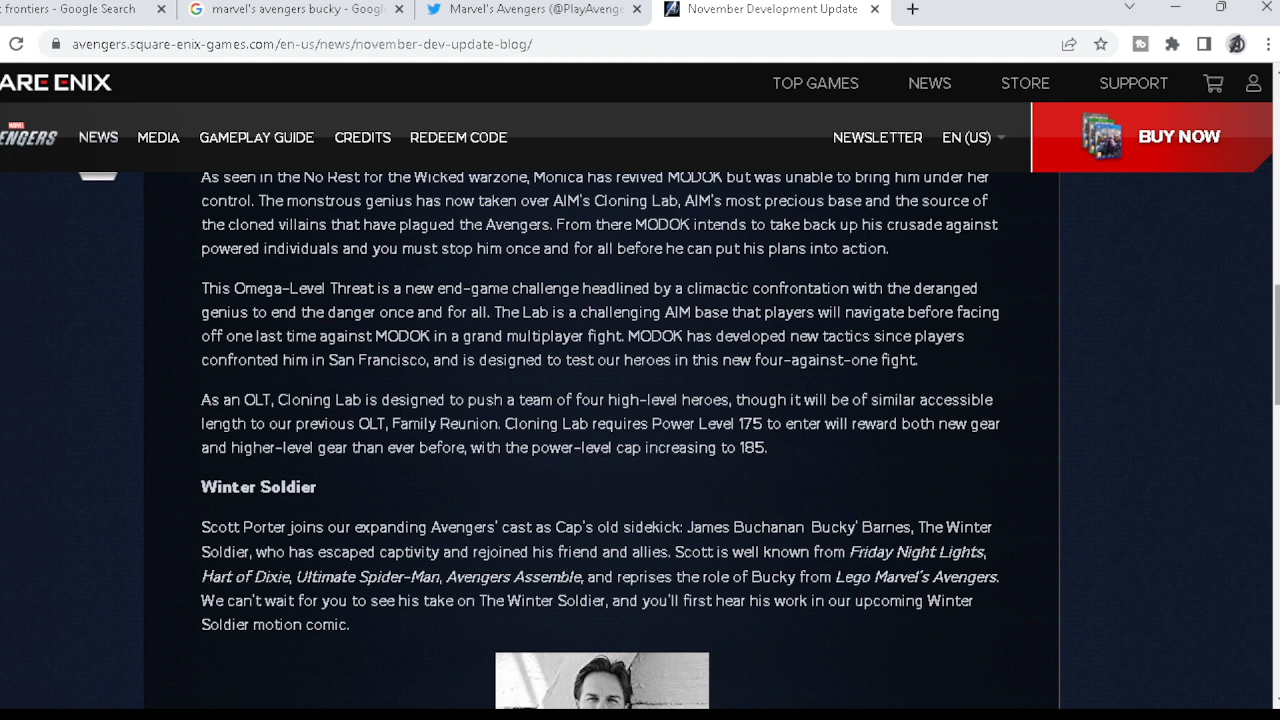 t frontiers - Google Search
marvel's avengers bucky - Googl
Marvel's Avengers (@PlayAvenge
November Development Update
avengers.square-enix-games.com/en-us/news/november-dev-update-blog/
ARE ENIX
TOP GAMES
NEWS
STORE
SUPPORT
MARVEL
ENGERS
NEWS
MEDIA
GAMEPLAY GUIDE
CREDITS
REDEEM CODE
NEWSLETTER
EN (US)
BUY NOW
As seen in the No Rest for the Wicked warzone, Monica has revived MODOK but was unable to bring him under her
control. The monstrous genius has now taken over AIM's Cloning Lab, AIM's most precious base and the source of
the cloned villains that have plagued the Avengers. From there MODOK intends to take back up his crusade against
powered individuals and you must stop him once and for all before he can put his plans into action.
This Omega-Level Threat is a new end-game challenge headlined by a climactic confrontation with the deranged
genius to end the danger once and for all. The Lab is a challenging AIM base that players will navigate before facing
off one last time against MODOK in a grand multiplayer fight. MODOK has developed new tactics since players
confronted him in San Francisco, and is designed to test our heroes in this new four-against-one fight.
As an OLT, Cloning Lab is designed to push a team of four high-level heroes, though it will be of similar accessible
length to our previous OLT, Family Reunion. Cloning Lab requires Power Level 175 to enter will reward both new gear
and higher-level gear than ever before, with the power-level cap increasing to 185.
Winter Soldier
Scott Porter joins our expanding Avengers' cast as Cap's old sidekick: James Buchanan Bucky' Barnes, The Winter
Soldier, who has escaped captivity and rejoined his friend and allies. Scott is well known from Friday Night Lights,
Hart of Dixie, Ultimate Spider-Man, Avengers Assemble, and reprises the role of Bucky from Lego Marvel's Avengers.
We can't wait for you to see his take on The Winter Soldier, and you'll first hear his work in our upcoming Winter
Soldier motion comic.